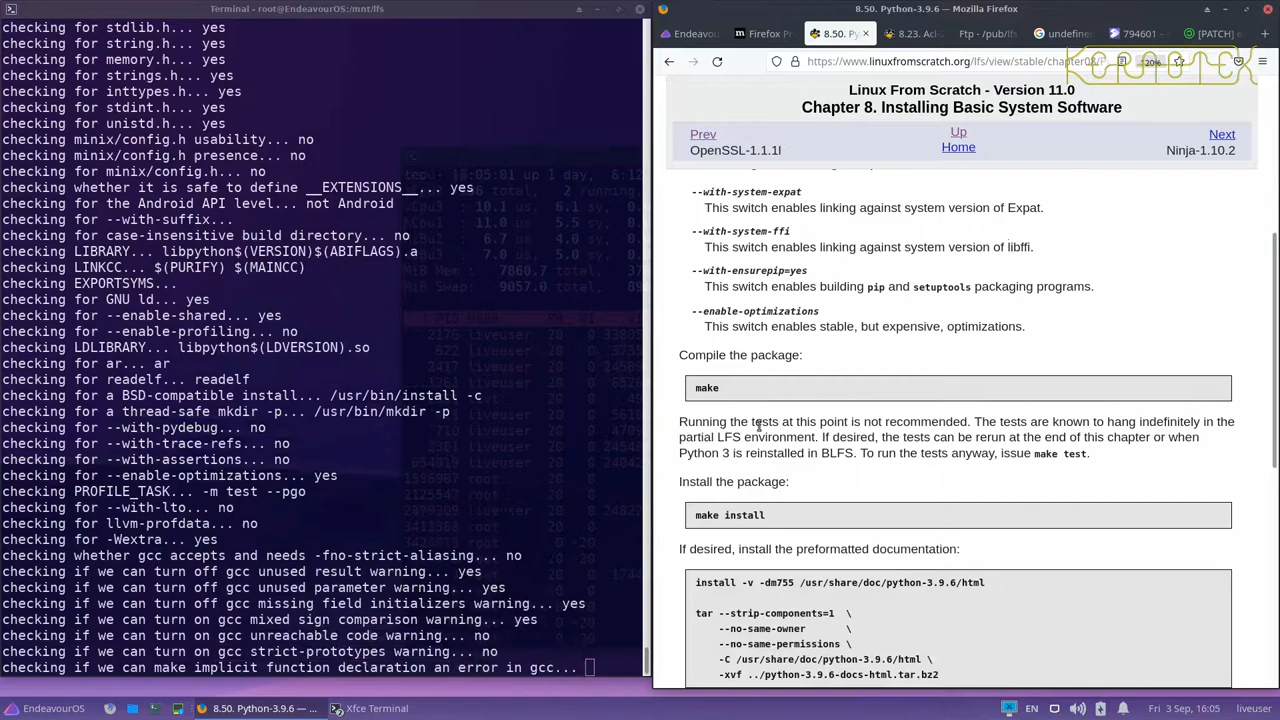 Terminal - root@EndeavourOS:/mnt/lfs
checking for stdlib.h... yes
checking for string.h... yes
checking for memory.h... yes
checking for strings.h... yes
checking for inttypes.h... yes
checking for stdint.h... yes
checking for unistd.h... yes
checking minix/config.h usability... no
checking minix/config.h presence... no
checking for minix/config.h... no
checking whether it is safe to define __EXTENSIONS__... yes
checking for the Android API level... not Android
checking for --with-suffix...
checking for case-insensitive build directory... no
checking LIBRARY... libpython$(VERSION)$(ABIFLAGS).a
checking LINKCC... $(PURIFY) $(MAINCC)
checking EXPORTSYMS...
checking for GNU ld... yes
checking for --enable-shared... yes
checking for --enable-profiling... no
checking LDLIBRARY... libpython$(LDVERSION).so
checking for ar... ar
checking for readelf... readelf
checking for a BSD-compatible install... /usr/bin/install -c
checking for a thread-safe mkdir -p... /usr/bin/mkdir -p
checking for --with-pydebug... no
checking for --with-trace-refs... no
checking for --with-assertions... no
checking for --enable-optimizations... yes
checking PROFILE_TASK... -m test --pgo
checking for --with-lto... no
checking for llvm-profdata... no
checking for -Wextra... yes
checking whether gcc accepts and needs -fno-strict-aliasing... no
checking if we can turn off gcc unused result warning... yes
checking if we can turn off gcc unused parameter warning... yes
checking if we can turn off gcc missing field initializers warning... yes
checking if we can turn on gcc mixed sign comparison warning... yes
checking if we can turn on gcc unreachable code warning... no
checking if we can turn on gcc strict-prototypes warning... no
checking if we can make implicit function declaration an error in gcc...
8.50. Python-3.9.6 — Mozilla Firefox
Endeavou
Firefox Pr
8.50. Py
8.23. Acl-
Ftp - /pub/lfs
undefine
794601 -
[PATCH] e
https://www.linuxfromscratch.org/lfs/view/stable/chapter08/
120%
Linux From Scratch - Version 11.0
Chapter 8. Installing Basic System Software
Prev
Up
Next
OpenSSL-1.1.1l
Home
Ninja-1.10.2
--with-system-expat
This switch enables linking against system version of Expat.
--with-system-ffi
This switch enables linking against system version of libffi.
--with-ensurepip=yes
This switch enables building pip and setuptools packaging programs.
--enable-optimizations
This switch enables stable, but expensive, optimizations.
Compile the package:
make
Running the tests at this point is not recommended. The tests are known to hang indefinitely in the
partial LFS environment. If desired, the tests can be rerun at the end of this chapter or when
Python 3 is reinstalled in BLFS. To run the tests anyway, issue make test.
Install the package:
make install
If desired, install the preformatted documentation:
install -v -dm755 /usr/share/doc/python-3.9.6/html
tar --strip-components=1 \
--no-same-owner \
--no-same-permissions \
-C /usr/share/doc/python-3.9.6/html \
-xvf ../python-3.9.6-docs-html.tar.bz2
EndeavourOS
8.50. Python-3.9.6 — ...
Xfce Terminal
EN
Fri 3 Sep, 16:05
liveuser